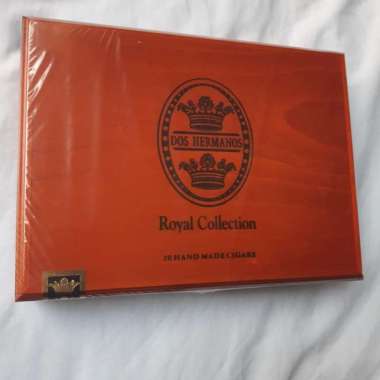 DOS HERMANOS
Royal Collection
20 HAND MADE CIGARS